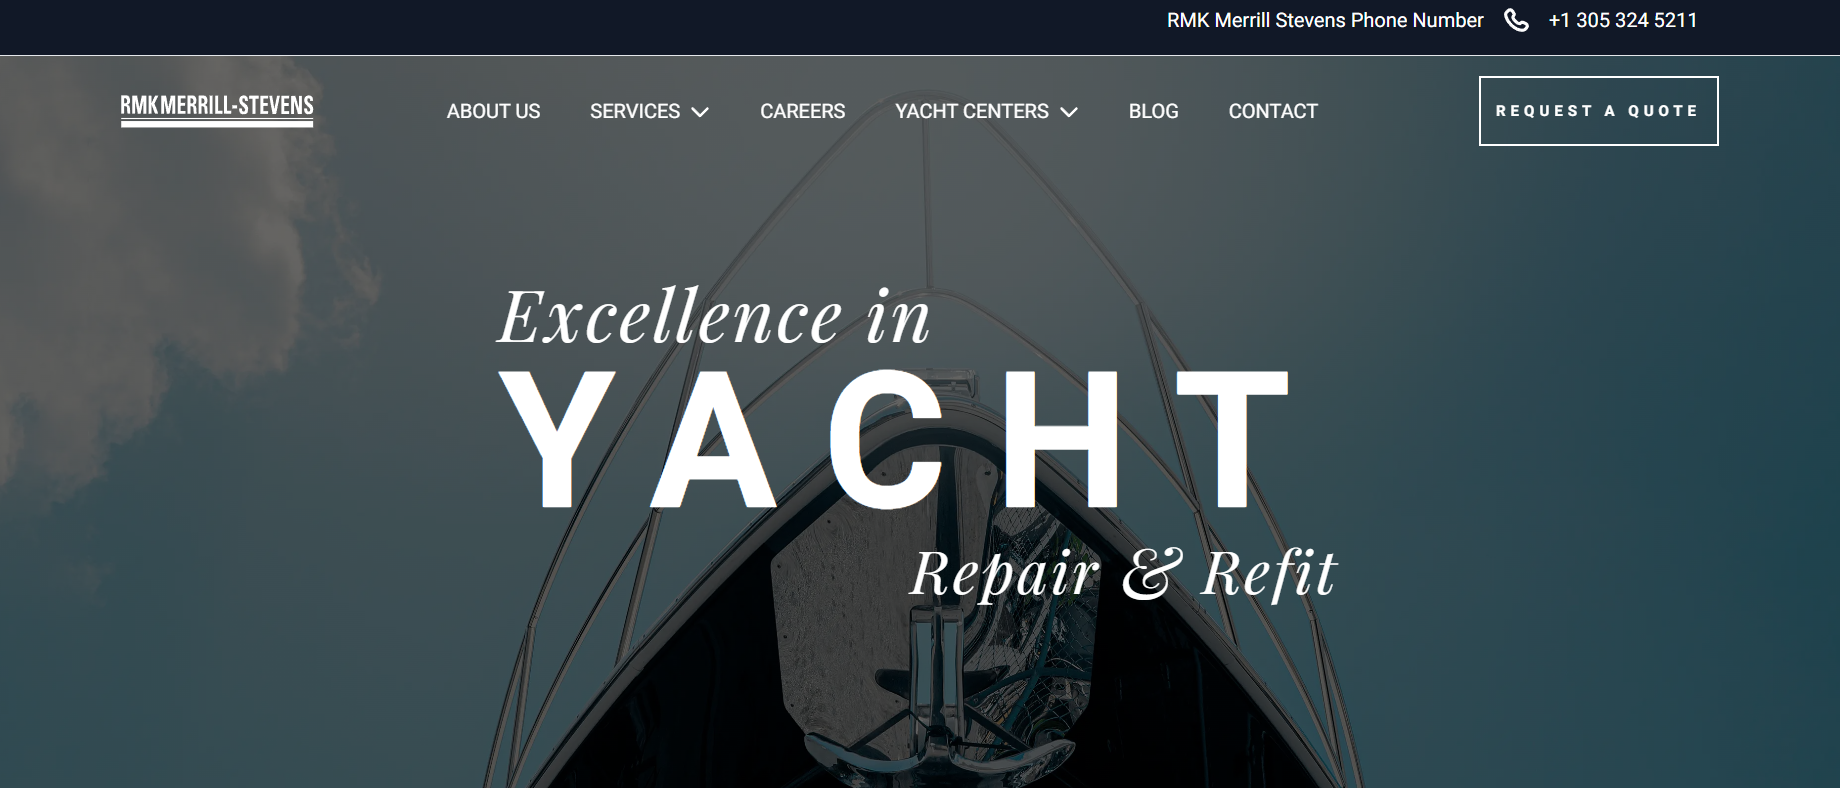 RMK Merrill Stevens Phone Number +1 305 324 5211
RMK MERRILL-STEVENS
ABOUT US SERVICES CAREERS YACHT CENTERS BLOG CONTACT
REQUEST A QUOTE
Excellence in
YACHT
Repair & Refit